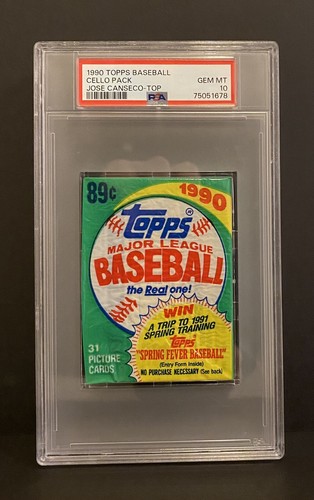 1990 TOPPS BASEBALL
CELLO PACK
JOSE CANSECO-TOP
GEM MT
10
PSA
75051678
89¢
1990
TOPPS®
MAJOR LEAGUE
BASEBALL
the Real one!
WIN
A TRIP TO 1991
SPRING TRAINING
TOPPS
"SPRING FEVER BASEBALL"
(Entry Form Inside)
NO PURCHASE NECESSARY (See back)
31
PICTURE
CARDS